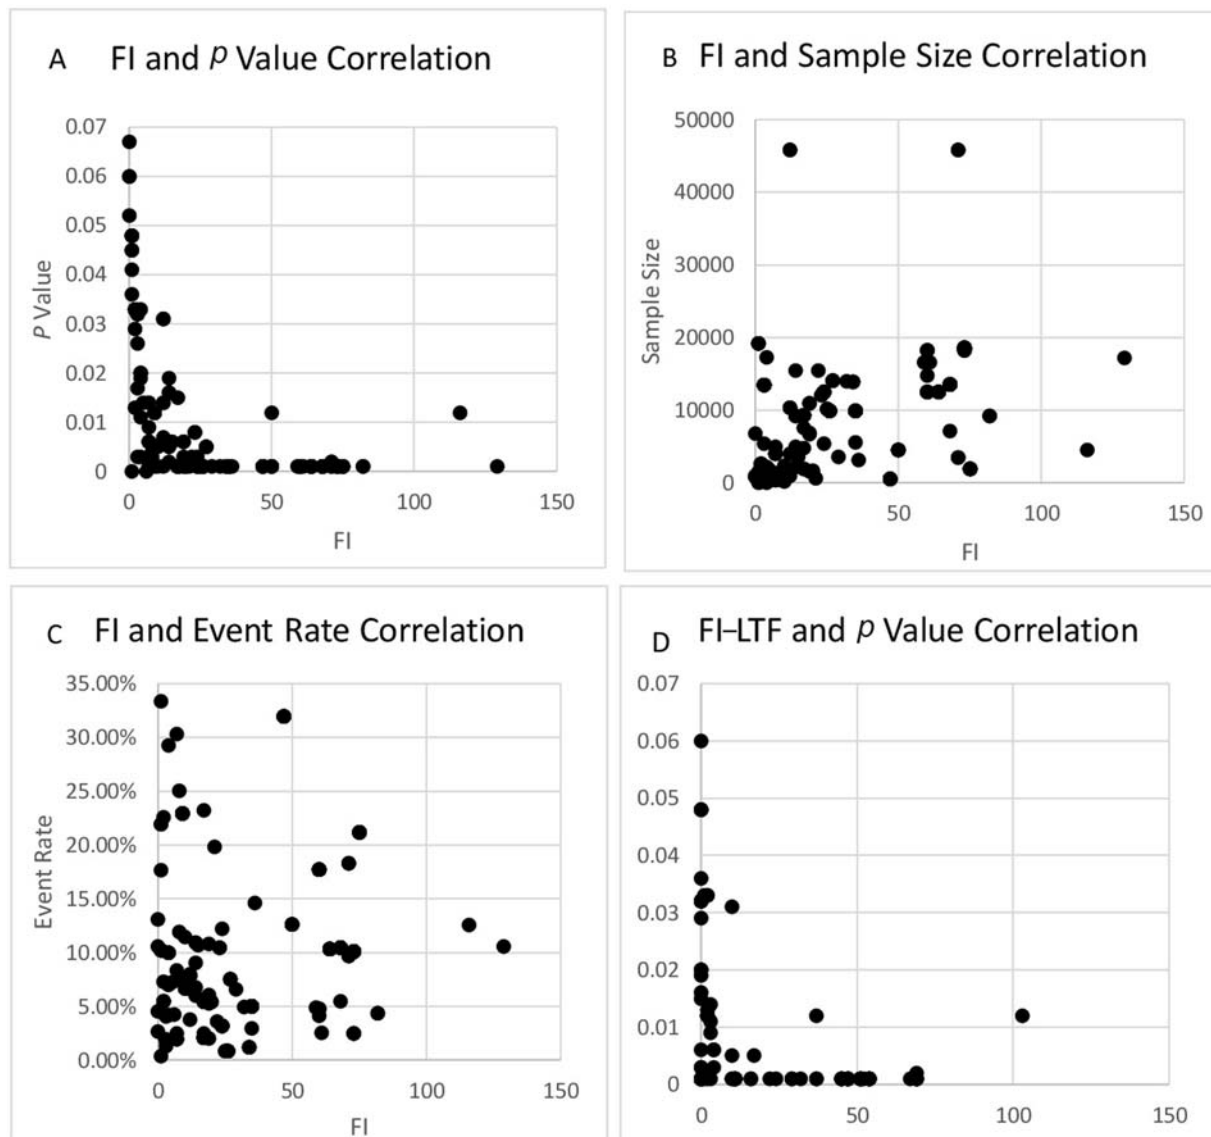 A FI and p Value Correlation
0.07
0.06
0.05
0.04
0.03
0.02
0.01
0
P Value
0 50 100 150
FI
B FI and Sample Size Correlation
50000
40000
30000
20000
10000
0
Sample Size
0 50 100 150
FI
C FI and Event Rate Correlation
35.00%
30.00%
25.00%
20.00%
15.00%
10.00%
5.00%
0.00%
Event Rate
0 50 100 150
FI
D FI–LTF and p Value Correlation
0.07
0.06
0.05
0.04
0.03
0.02
0.01
0
0 50 100 150